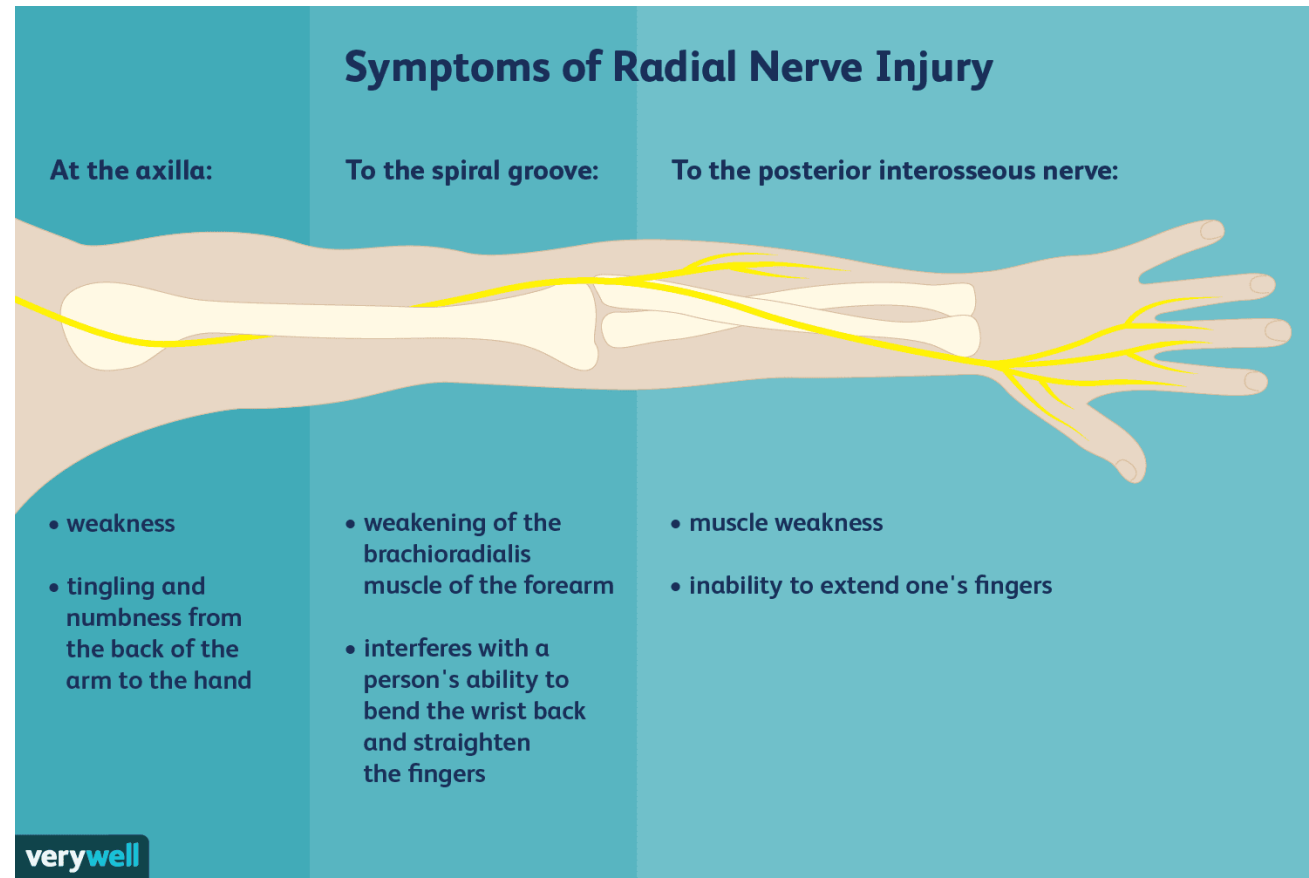 Symptoms of Radial Nerve Injury
At the axilla:
• weakness
• tingling and
numbness from
the back of the
arm to the hand
To the spiral groove:
• weakening of the
brachioradialis
muscle of the forearm
• interferes with a
person's ability to
bend the wrist back
and straighten
the fingers
To the posterior interosseous nerve:
• muscle weakness
• inability to extend one's fingers
verywell